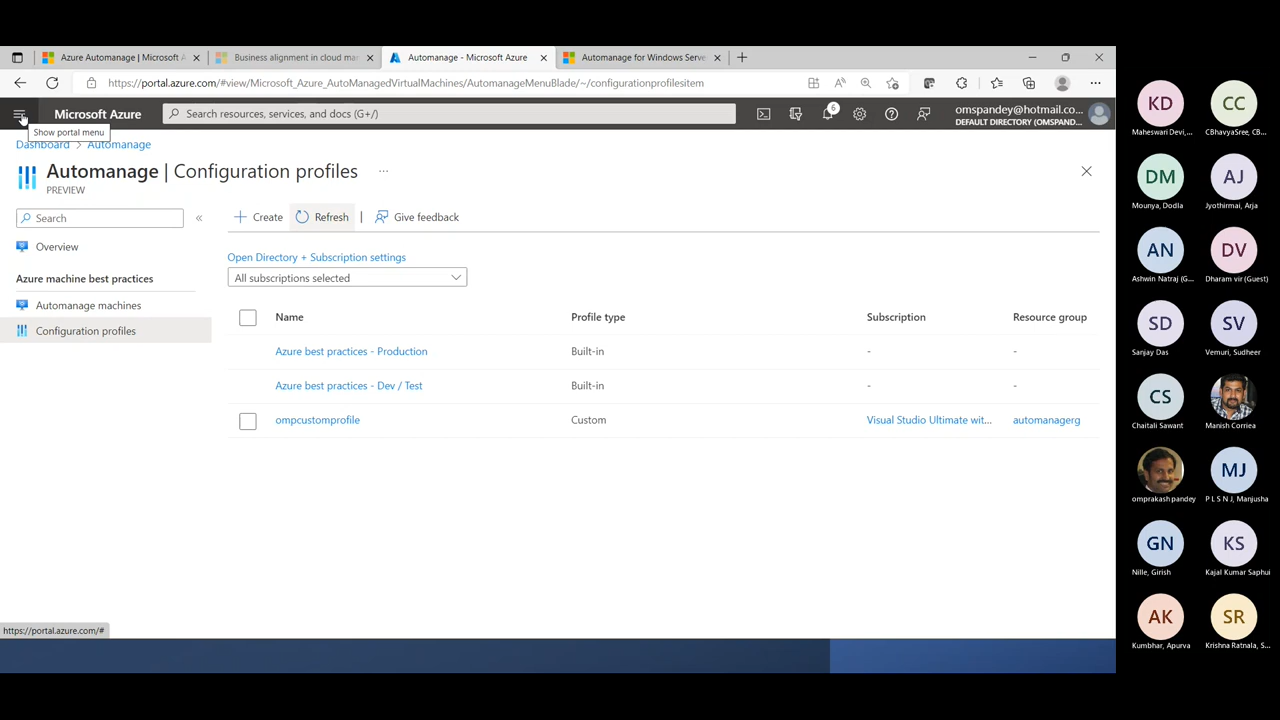 Azure Automanage | Microsoft A
Business alignment in cloud ma
Automanage - Microsoft Azure
Automanage for Windows Serve
https://portal.azure.com/#view/Microsoft_Azure_AutoManagedVirtualMachines/AutomanageMenuBlade/~/configurationprofilesitem
Microsoft Azure
Search resources, services, and docs (G+/)
6
omspandey@hotmail.co...
DEFAULT DIRECTORY (OMSPAND...
Show portal menu
Dashboard > Automanage
Automanage | Configuration profiles ...
PREVIEW
Search
«
Overview
Azure machine best practices
Automanage machines
Configuration profiles
+ Create
Refresh
|
Give feedback
Open Directory + Subscription settings
All subscriptions selected
Name Profile type Subscription Resource group
Azure best practices - Production Built-in - -
Azure best practices - Dev / Test Built-in - -
ompcustomprofile Custom Visual Studio Ultimate wit... automanagerg
https://portal.azure.com/#
KD
Maheswari Devi,...
CC
CBhavyaSree, CB...
DM
Mounya, Dodla
AJ
Jyothirmai, Arja
AN
Ashwin Natraj (G...
DV
Dharam vir (Guest)
SD
Sanjay Das
SV
Vemuri, Sudheer
CS
Chaitali Sawant
Manish Corriea
omprakash pandey
MJ
P L S N J, Manjusha
GN
Nille, Girish
KS
Kajal Kumar Saphui
AK
Kumbhar, Apurva
SR
Krishna Ratnala, S...